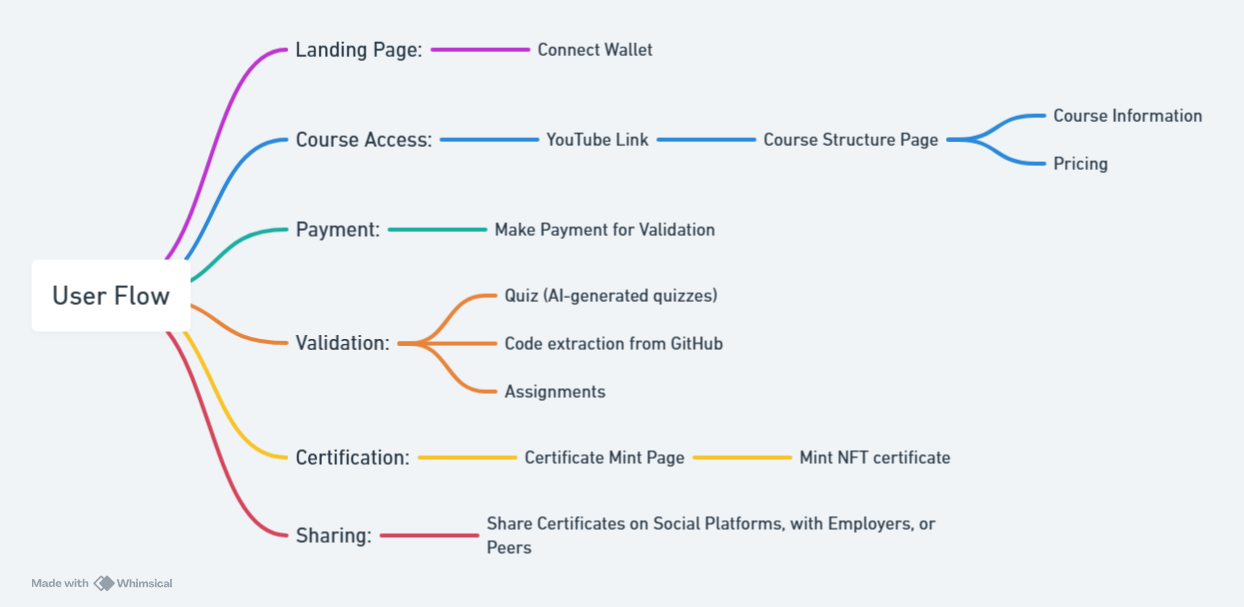 Landing Page:
Connect Wallet
Course Access:
YouTube Link
Course Structure Page
Course Information
Pricing
Payment:
Make Payment for Validation
User Flow
Validation:
Quiz (AI-generated quizzes)
Code extraction from GitHub
Assignments
Certification:
Certificate Mint Page
Mint NFT certificate
Sharing:
Share Certificates on Social Platforms, with Employers, or
Peers
Made with Whimsical